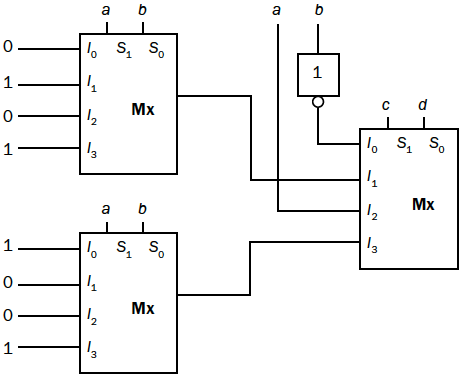 a b
0 I0 S1 S0
1 I1
0 I2 Mx
1 I3
a b
1
c d
I0 S1 S0
I1
I2 Mx
I3
a b
1 I0 S1 S0
0 I1
0 I2 Mx
1 I3